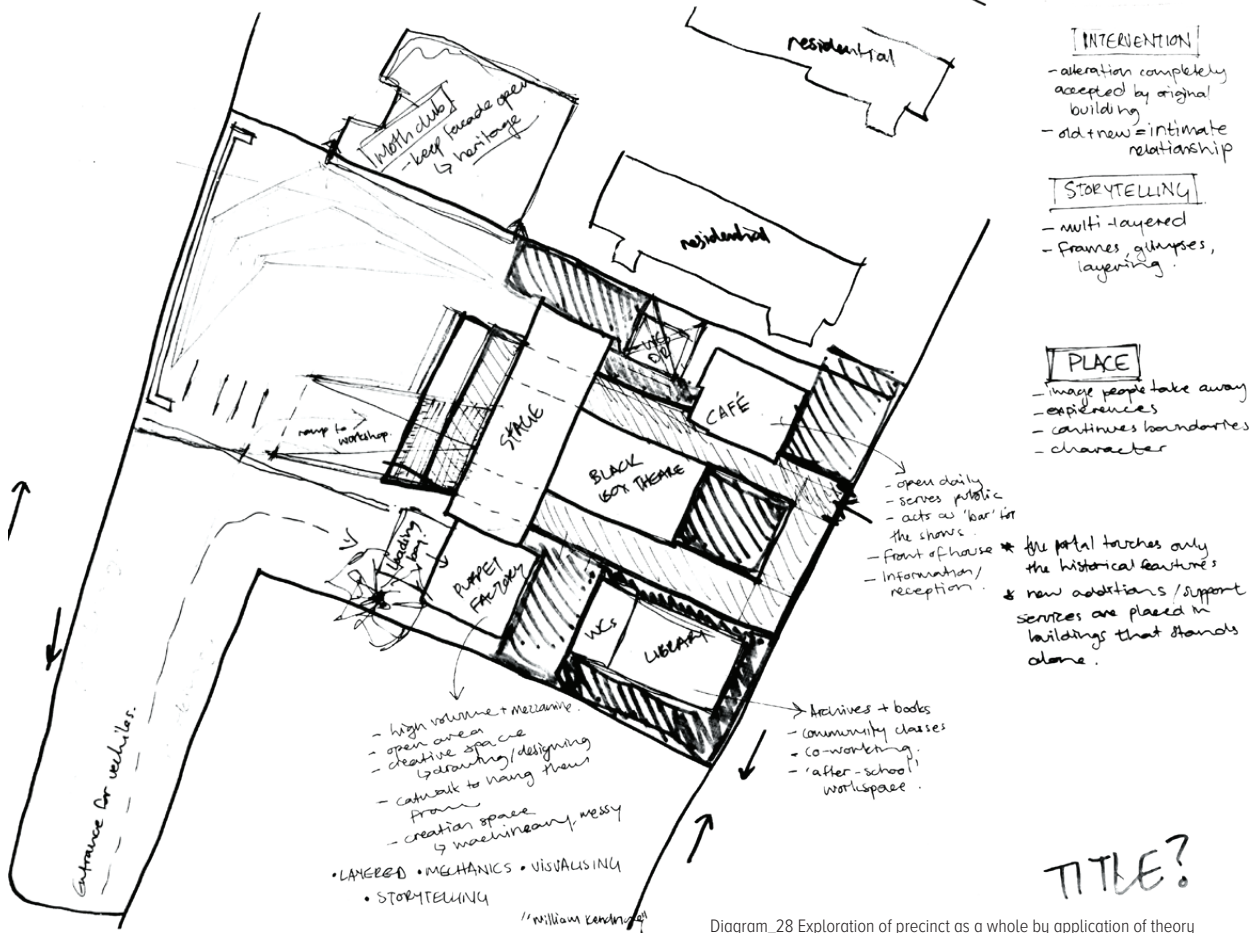 residential
Moth club
- keep facade open
↳ heritage
residential
INTERVENTION
- alteration completely
accepted by original
building
- old + new = intimate
relationship
STORYTELLING
- multi-layered
- Frames, glimpses,
layering.
PLACE
- image people take away
- experiences
- continues boundaries
- character
ramp to
workshop.
STAGE
CAFÉ
BLACK
BOX THEARE
loading
bay?
PUPPET
FACTORY
WCs
LIBRARY
- open daily
- serves public
- acts as 'bar' for
the shows.
- Front of house
- Information/
reception.
* the portal touches only
the historical features
* new additions/support
services are placed in
buildings that stands
alone.
- high volume + mezzanine.
- open area
- creative space
↳ drawing/designing
- catwalk to hang them
from
- creation space
↳ machineary, messy
• LAYERED • MECHANICS • VISUALISING
• STORYTELLING
"William Kendridge"
Archives + books
- community classes
- co-working.
- 'after-school'
workspace.
Entrance for vehicles.
TITLE?
Diagram_28 Exploration of precinct as a whole by application of theory